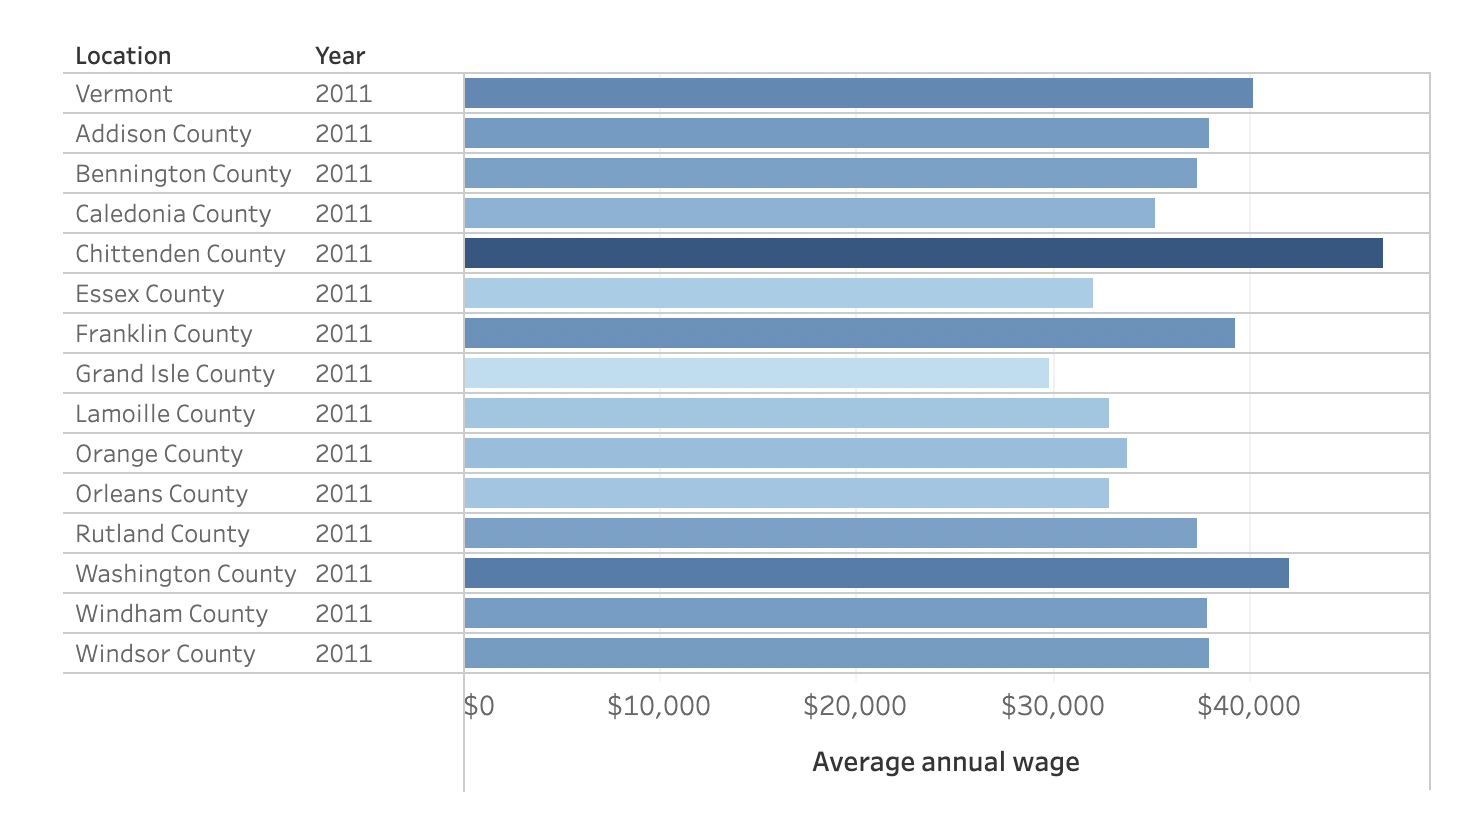 Location Year
Vermont 2011
Addison County 2011
Bennington County 2011
Caledonia County 2011
Chittenden County 2011
Essex County 2011
Franklin County 2011
Grand Isle County 2011
Lamoille County 2011
Orange County 2011
Orleans County 2011
Rutland County 2011
Washington County 2011
Windham County 2011
Windsor County 2011
$0 $10,000 $20,000 $30,000 $40,000
Average annual wage